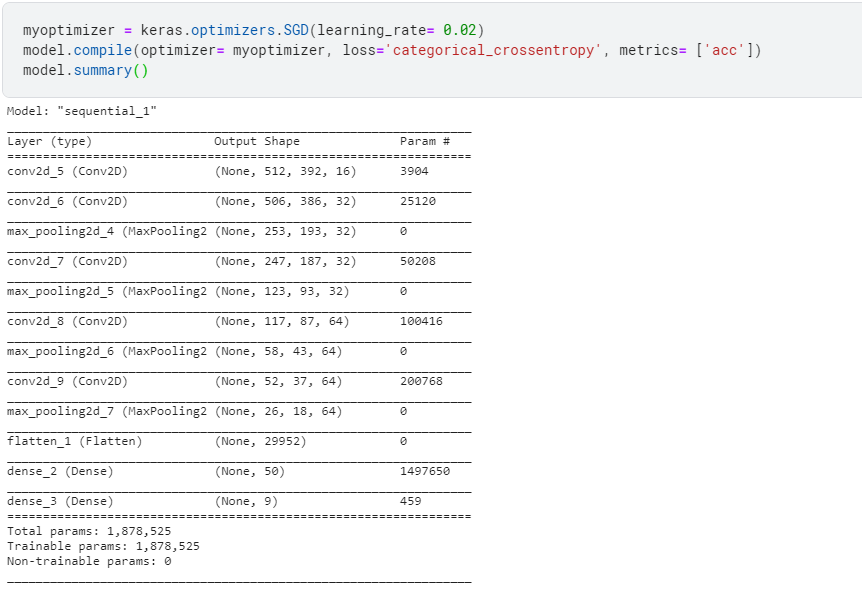 myoptimizer = keras.optimizers.SGD(learning_rate= 0.02)
model.compile(optimizer= myoptimizer, loss='categorical_crossentropy', metrics= ['acc'])
model.summary()
Model: "sequential_1"
_________________________________________________________________
Layer (type)                 Output Shape              Param #
=================================================================
conv2d_5 (Conv2D)            (None, 512, 392, 16)      3904
_________________________________________________________________
conv2d_6 (Conv2D)            (None, 506, 386, 32)      25120
_________________________________________________________________
max_pooling2d_4 (MaxPooling2 (None, 253, 193, 32)      0
_________________________________________________________________
conv2d_7 (Conv2D)            (None, 247, 187, 32)      50208
_________________________________________________________________
max_pooling2d_5 (MaxPooling2 (None, 123, 93, 32)       0
_________________________________________________________________
conv2d_8 (Conv2D)            (None, 117, 87, 64)       100416
_________________________________________________________________
max_pooling2d_6 (MaxPooling2 (None, 58, 43, 64)        0
_________________________________________________________________
conv2d_9 (Conv2D)            (None, 52, 37, 64)        200768
_________________________________________________________________
max_pooling2d_7 (MaxPooling2 (None, 26, 18, 64)        0
_________________________________________________________________
flatten_1 (Flatten)          (None, 29952)             0
_________________________________________________________________
dense_2 (Dense)              (None, 50)                1497650
_________________________________________________________________
dense_3 (Dense)              (None, 9)                 459
=================================================================
Total params: 1,878,525
Trainable params: 1,878,525
Non-trainable params: 0
_________________________________________________________________